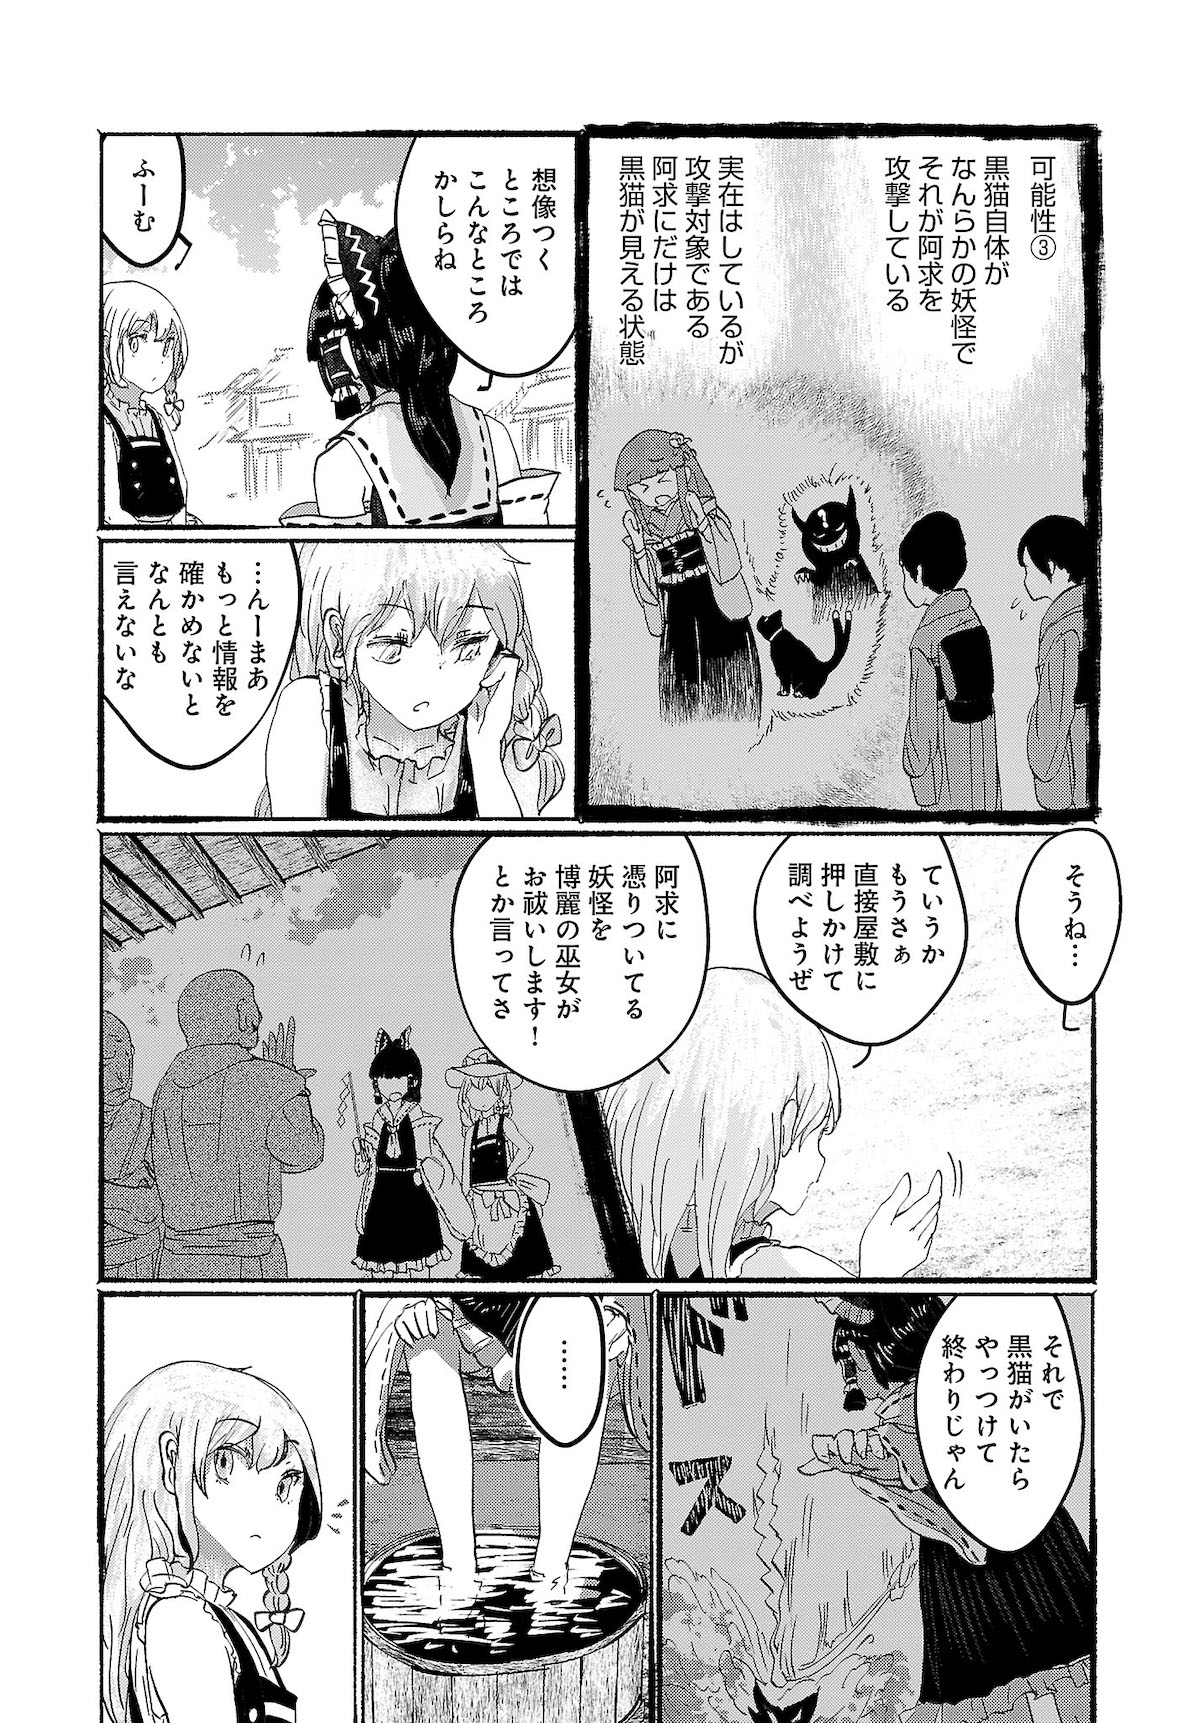 可能性③
黒猫自体が
なんらかの妖怪で
それが阿求を
攻撃している
実在はしているが
攻撃対象である
阿求にだけは
黒猫が見える状態
想像つく
ところでは
こんなところ
かしらね
ふーむ
…んーまあ
もっと情報を
確かめないと
なんとも
言えないな
そうね…
ていうか
もうさぁ
直接屋敷に
押しかけて
調べようぜ
阿求に
憑りついてる
妖怪を
博麗の巫女が
お祓いします!
とか言ってさ
それで
黒猫がいたら
やっつけて
終わりじゃん
……